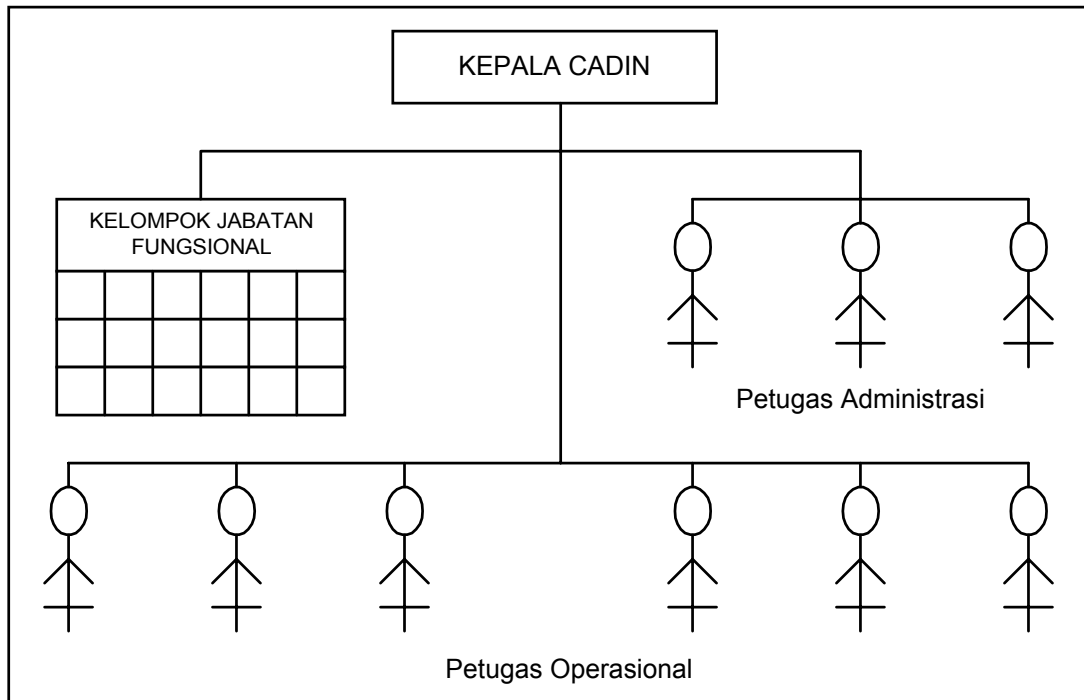 KEPALA CADIN
KELOMPOK JABATAN
FUNGSIONAL
Petugas Administrasi
Petugas Operasional